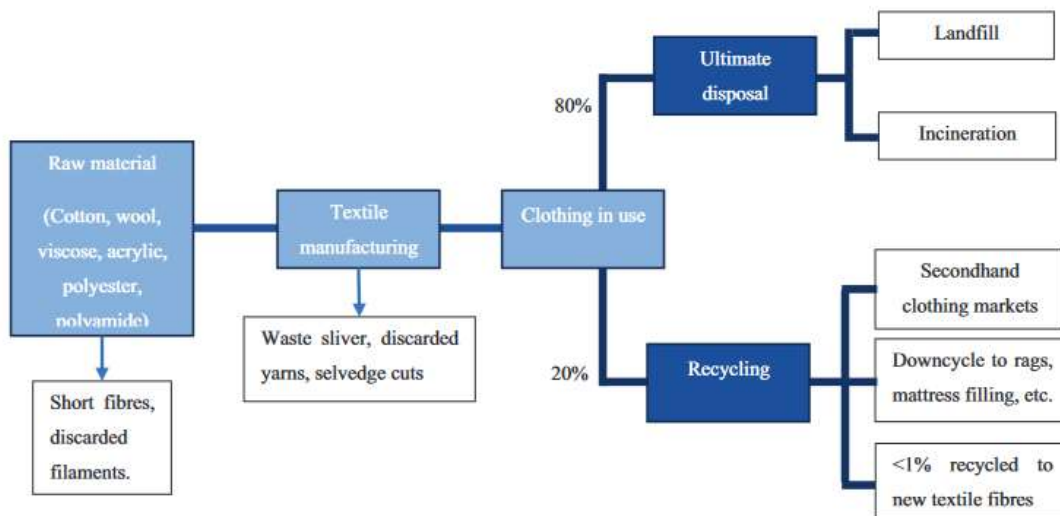 Raw material
(Cotton, wool,
viscose, acrylic,
polyester,
polyamide)
Short fibres,
discarded
filaments.
Textile
manufacturing
Waste sliver, discarded
yarns, selvedge cuts
Clothing in use
80%
Ultimate
disposal
Landfill
Incineration
20%
Recycling
Secondhand
clothing markets
Downcycle to rags,
mattress filling, etc.
<1% recycled to
new textile fibres